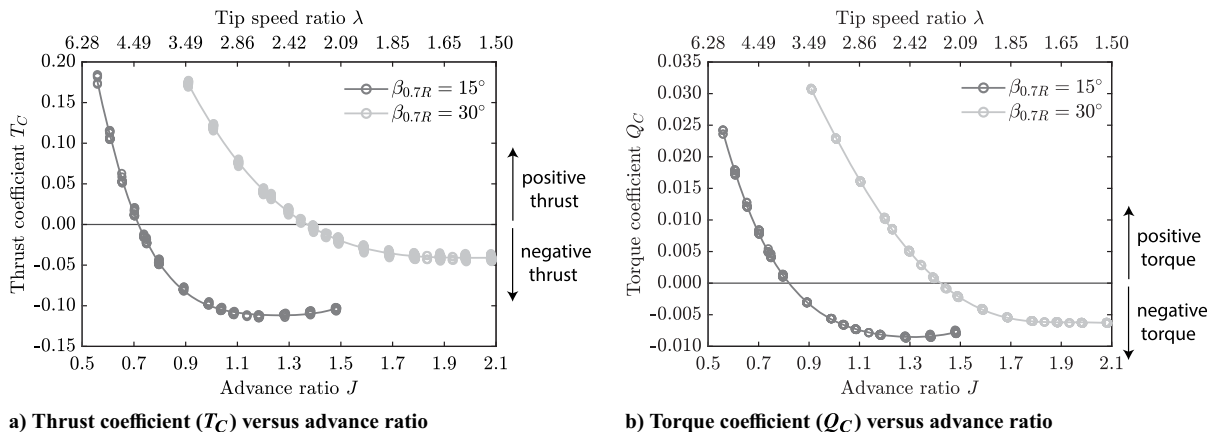 Tip speed ratio λ
6.28 4.49 3.49 2.86 2.42 2.09 1.85 1.65 1.50
0.20
0.15
0.10
0.05
0.00
-0.05
-0.10
-0.15
Thrust coefficient T_C
β0.7R = 15°
β0.7R = 30°
positive
thrust
negative
thrust
0.5 0.7 0.9 1.1 1.3 1.5 1.7 1.9 2.1
Advance ratio J
a) Thrust coefficient (T_C) versus advance ratio
Tip speed ratio λ
6.28 4.49 3.49 2.86 2.42 2.09 1.85 1.65 1.50
0.035
0.030
0.025
0.020
0.015
0.010
0.005
0.000
-0.005
-0.010
Torque coefficient Q_C
β0.7R = 15°
β0.7R = 30°
positive
torque
negative
torque
0.5 0.7 0.9 1.1 1.3 1.5 1.7 1.9 2.1
Advance ratio J
b) Torque coefficient (Q_C) versus advance ratio